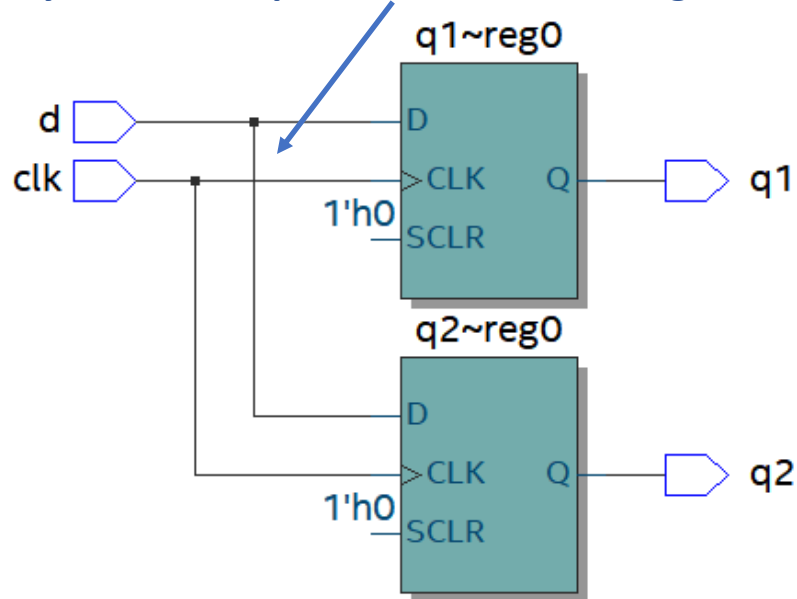 q1~reg0
d
D
clk
CLK
Q
q1
1'h0
SCLR
q2~reg0
D
CLK
Q
q2
1'h0
SCLR